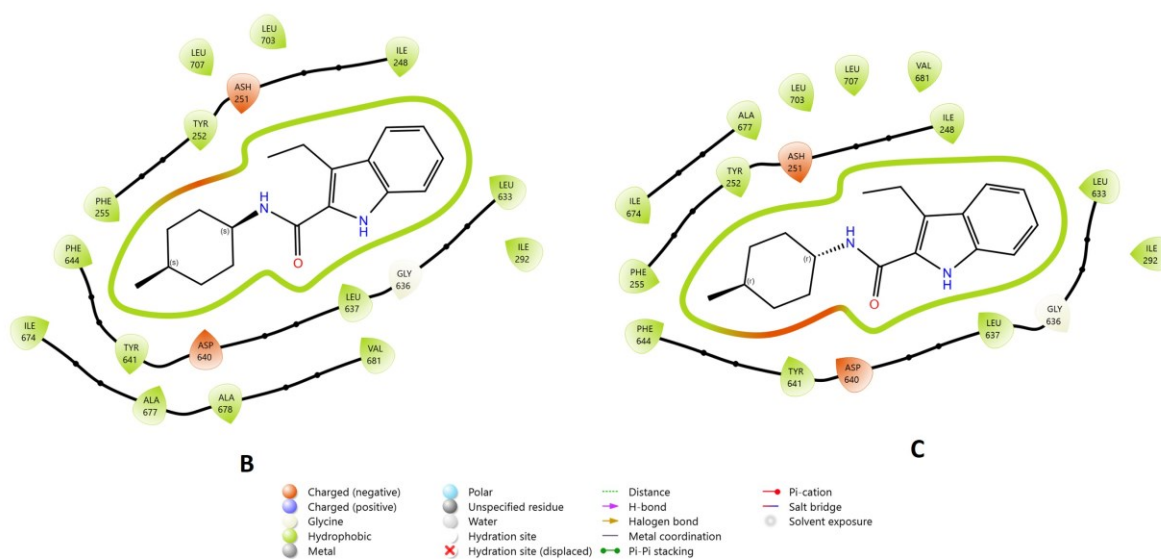 LEU
703
LEU
707
ILE
248
ASH
251
TYR
252
PHE
255
LEU
633
ILE
292
PHE
644
GLY
636
LEU
637
ILE
674
TYR
641
ASP
640
VAL
681
ALA
677
ALA
678
H
N
(s)
(s)
O
N
H
B
LEU
707
VAL
681
LEU
703
ALA
677
ILE
248
ASH
251
TYR
252
ILE
674
LEU
633
ILE
292
PHE
255
GLY
636
PHE
644
LEU
637
TYR
641
ASP
640
H
N
(r)
(r)
O
N
H
C
Charged (negative)
Charged (positive)
Glycine
Hydrophobic
Metal
Polar
Unspecified residue
Water
Hydration site
Hydration site (displaced)
Distance
H-bond
Halogen bond
Metal coordination
Pi-Pi stacking
Pi-cation
Salt bridge
Solvent exposure